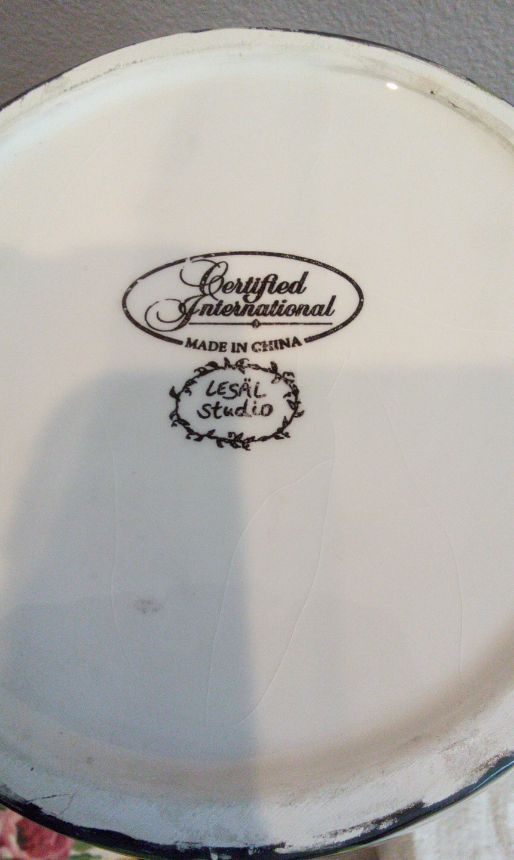 Certified
International
MADE IN CHINA
LESÄL
Studio